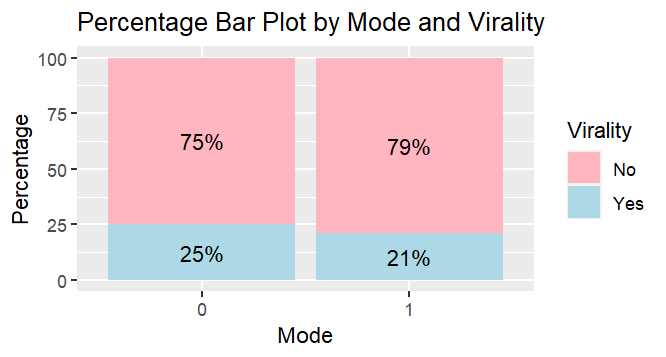 Percentage Bar Plot by Mode and Virality
Percentage
100
75
50
25
0
75%
79%
25%
21%
0
1
Mode
Virality
No
Yes